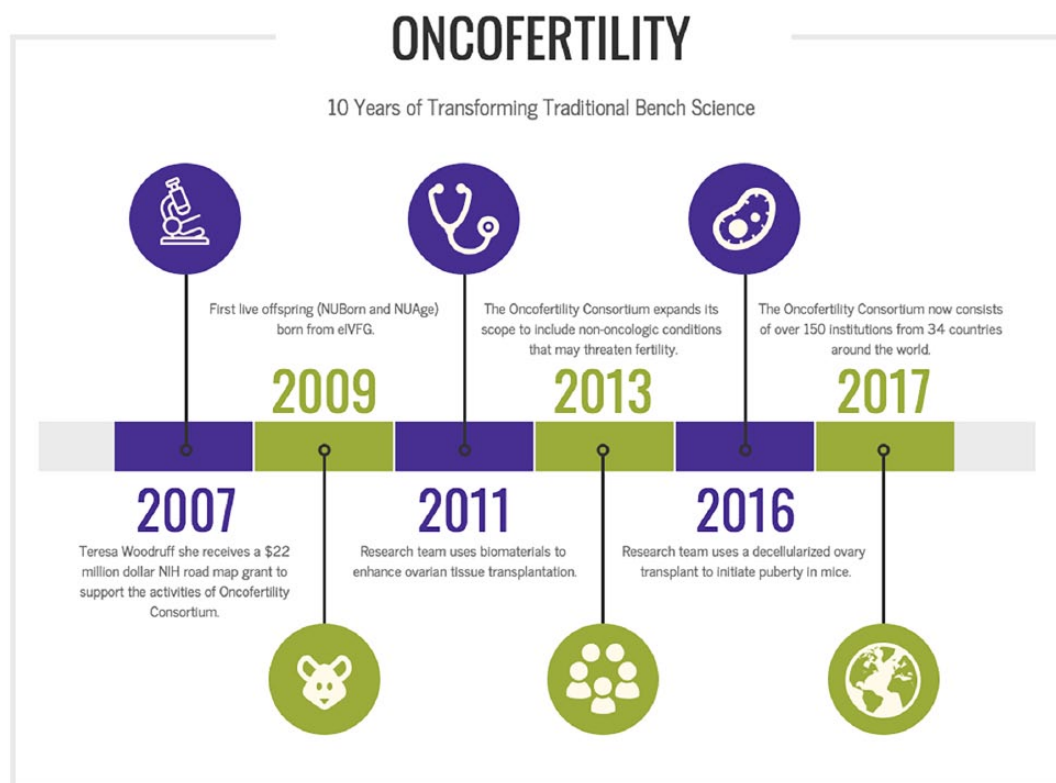 ONCOFERTILITY
10 Years of Transforming Traditional Bench Science
First live offspring (NUBorn and NUAge)
born from eIVFG.
2009
The Oncofertility Consortium expands its
scope to include non-oncologic conditions
that may threaten fertility.
2013
The Oncofertility Consortium now consists
of over 150 institutions from 34 countries
around the world.
2017
2007
Teresa Woodruff she receives a $22
million dollar NIH road map grant to
support the activities of Oncofertility
Consortium.
2011
Research team uses biomaterials to
enhance ovarian tissue transplantation.
2016
Research team uses a decellularized ovary
transplant to initiate puberty in mice.